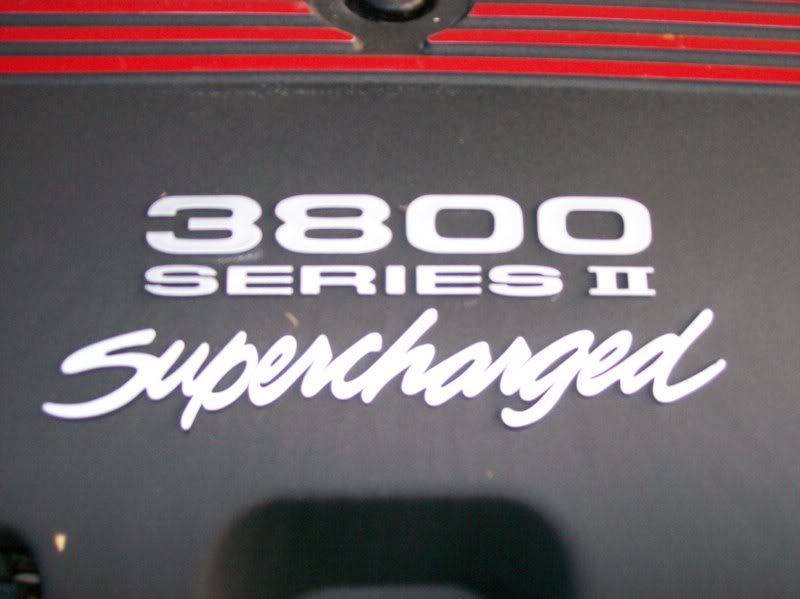 3800
SERIES II
Supercharged